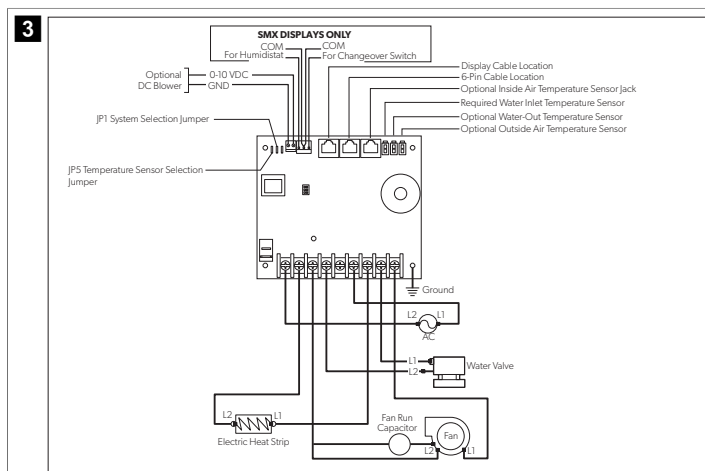 3
SMX DISPLAYS ONLY
COM
COM
For Humidistat
For Changeover Switch
Optional
DC Blower
0-10 VDC
GND
Display Cable Location
6-Pin Cable Location
Optional Inside Air Temperature Sensor Jack
Required Water Inlet Temperature Sensor
Optional Water-Out Temperature Sensor
Optional Outside Air Temperature Sensor
JP1 System Selection Jumper
JP5 Temperature Sensor Selection
Jumper
Ground
L2
L1
AC
L1
L2
Water Valve
L2
L1
Electric Heat Strip
Fan Run
Capacitor
Fan
L2
L1